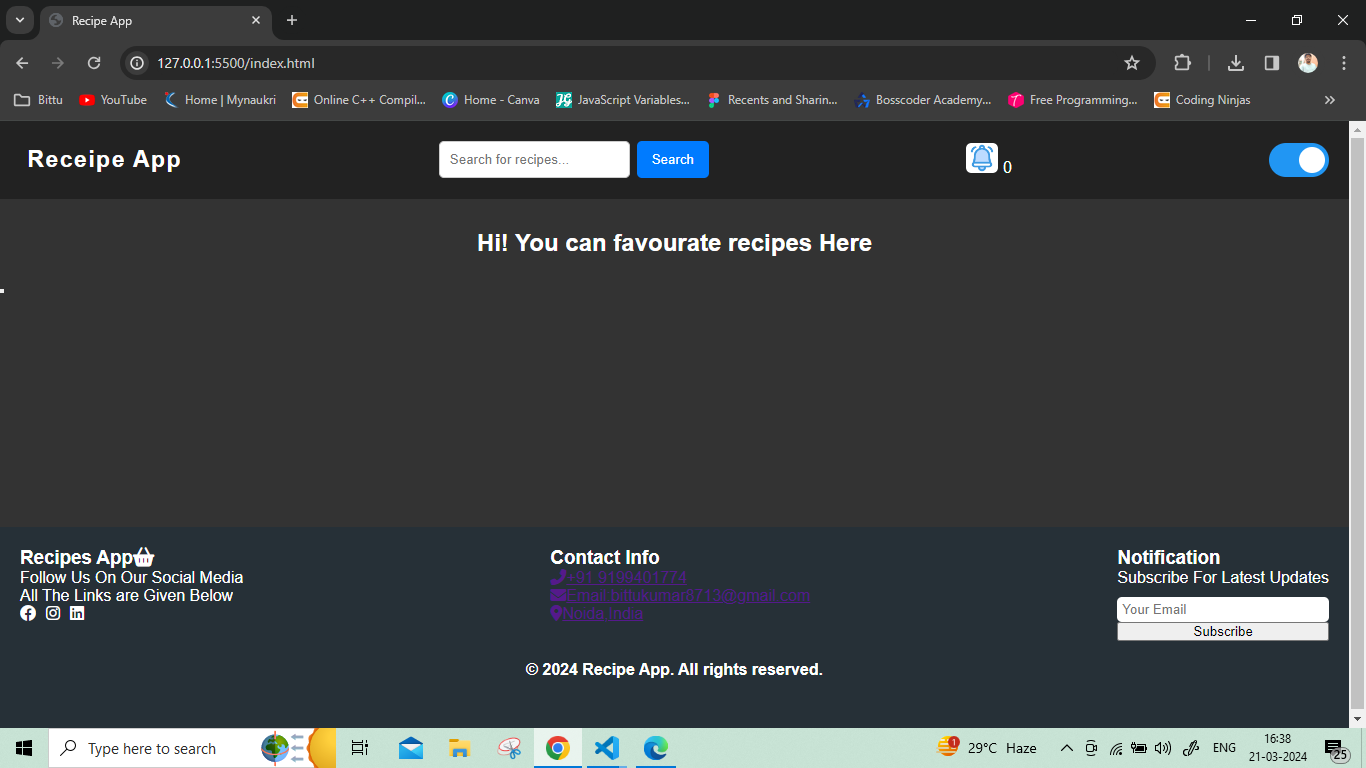 Recipe App
127.0.0.1:5500/index.html
Bittu
YouTube
Home | Mynaukri
Online C++ Compil...
Home - Canva
JavaScript Variables...
Recents and Sharin...
Bosscoder Academy...
Free Programming...
Coding Ninjas
Receipe App
Search for recipes...
Search
0
Hi! You can favourate recipes Here
Recipes App
Follow Us On Our Social Media
All The Links are Given Below
Contact Info
+91 9199401774
Email:bittukumar8713@gmail.com
Noida,India
Notification
Subscribe For Latest Updates
Your Email
Subscribe
© 2024 Recipe App. All rights reserved.
Type here to search
1
29°C Haze
ENG
16:38
21-03-2024
25